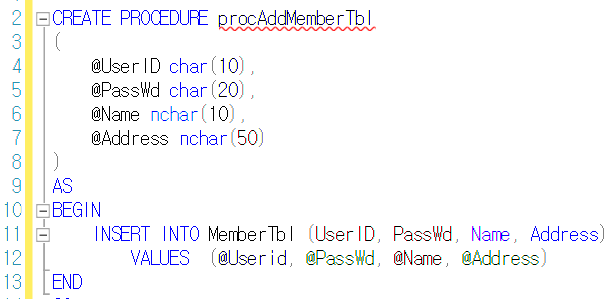 2 CREATE PROCEDURE procAddMemberTbl
3 (
4 @UserID char(10),
5 @PassWd char(20),
6 @Name nchar(10),
7 @Address nchar(50)
8 )
9 AS
10 BEGIN
11 INSERT INTO MemberTbl (UserID, PassWd, Name, Address)
12 VALUES (@Userid, @PassWd, @Name, @Address)
13 END